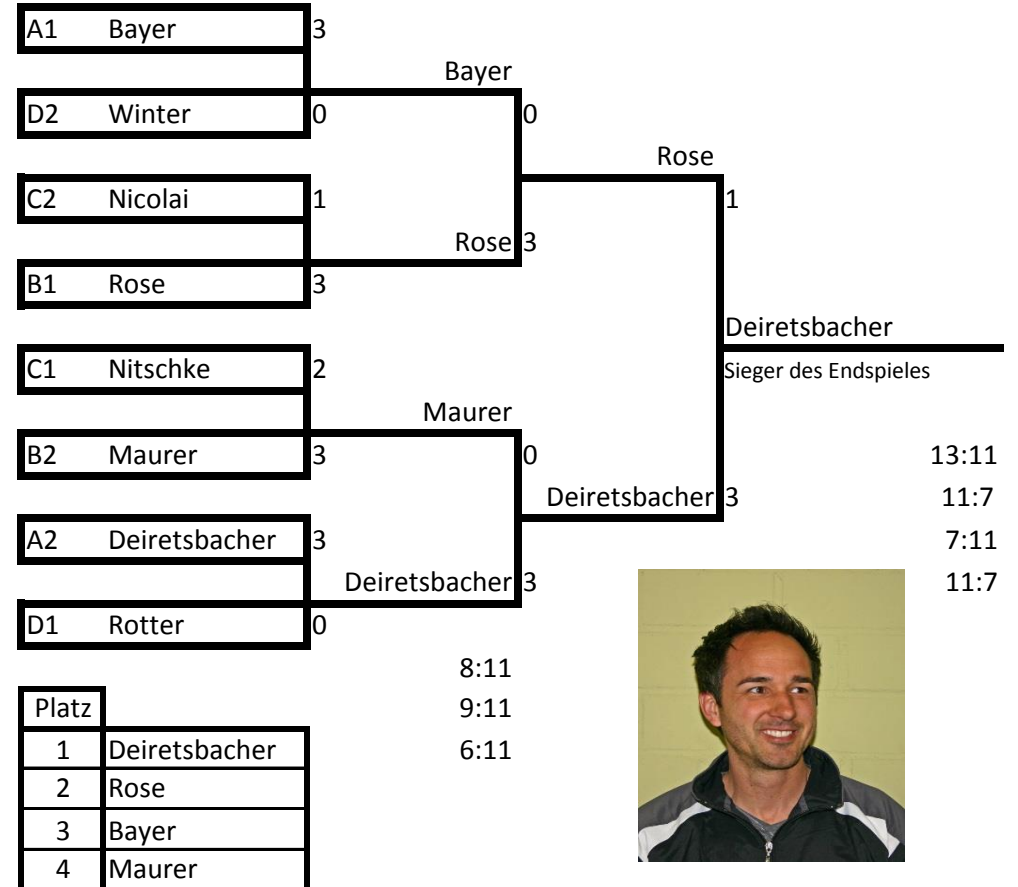 A1 Bayer 3
Bayer
D2 Winter 0 0
Rose
C2 Nicolai 1 1
Rose 3
B1 Rose 3
Deiretsbacher
C1 Nitschke 2 Sieger des Endspieles
Maurer
B2 Maurer 3 0 13:11
Deiretsbacher 3 11:7
A2 Deiretsbacher 3 7:11
Deiretsbacher 3 11:7
D1 Rotter 0
8:11
Platz 9:11
1 Deiretsbacher 6:11
2 Rose
3 Bayer
4 Maurer